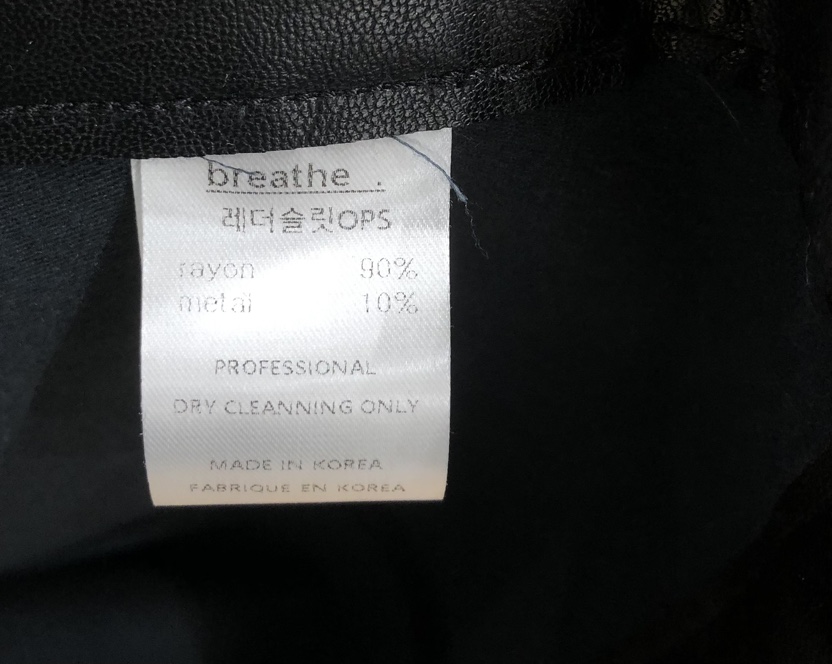 breathe .
레더슬릿OPS
rayon 90%
metal 10%
PROFESSIONAL
DRY CLEANNING ONLY
MADE IN KOREA
FABRIQUE EN KOREA